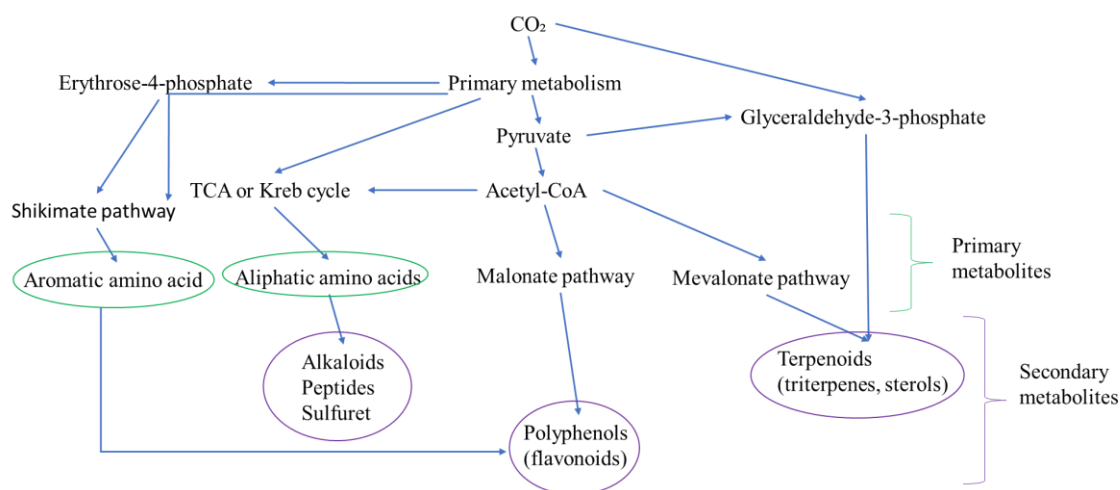 CO₂
Erythrose-4-phosphate
Primary metabolism
Glyceraldehyde-3-phosphate
Pyruvate
TCA or Kreb cycle
Acetyl-CoA
Shikimate pathway
Primary
metabolites
Aromatic amino acid
Aliphatic amino acids
Malonate pathway
Mevalonate pathway
Alkaloids
Peptides
Sulfuret
Terpenoids
(triterpenes, sterols)
Secondary
metabolites
Polyphenols
(flavonoids)